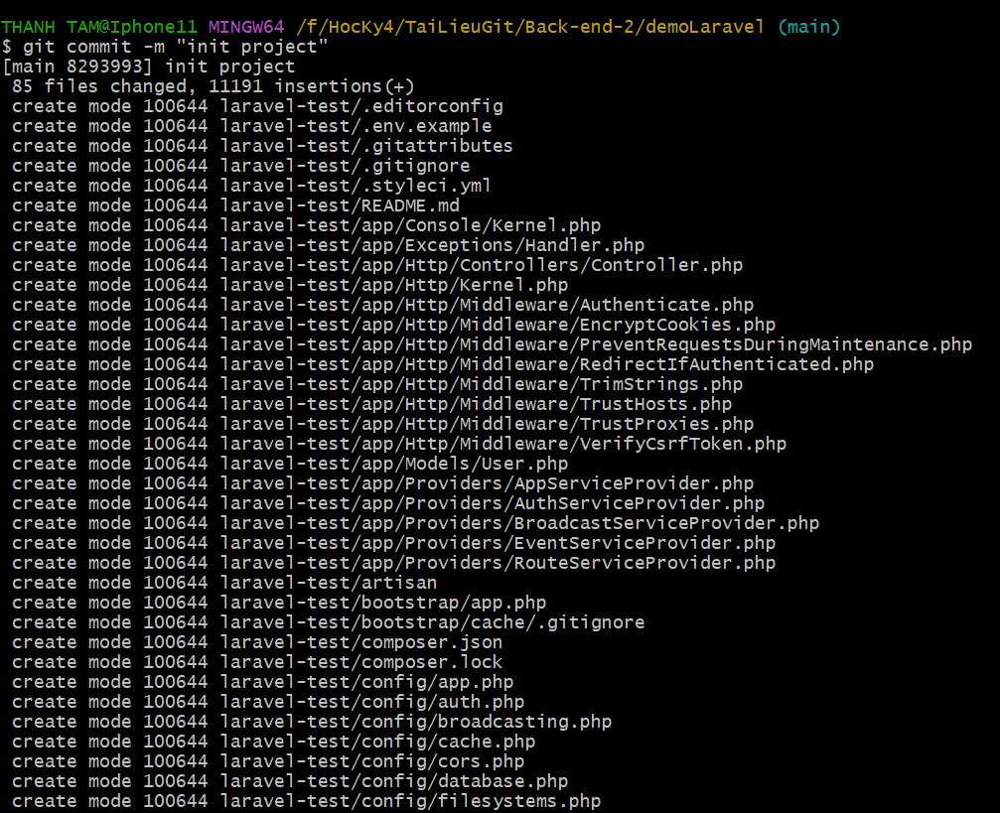 THANH TAM@Iphone11 MINGW64 /f/HocKy4/TaiLieuGit/Back-end-2/demoLaravel (main)
$ git commit -m "init project"
[main 8293993] init project
 85 files changed, 11191 insertions(+)
 create mode 100644 laravel-test/.editorconfig
 create mode 100644 laravel-test/.env.example
 create mode 100644 laravel-test/.gitattributes
 create mode 100644 laravel-test/.gitignore
 create mode 100644 laravel-test/.styleci.yml
 create mode 100644 laravel-test/README.md
 create mode 100644 laravel-test/app/Console/Kernel.php
 create mode 100644 laravel-test/app/Exceptions/Handler.php
 create mode 100644 laravel-test/app/Http/Controllers/Controller.php
 create mode 100644 laravel-test/app/Http/Kernel.php
 create mode 100644 laravel-test/app/Http/Middleware/Authenticate.php
 create mode 100644 laravel-test/app/Http/Middleware/EncryptCookies.php
 create mode 100644 laravel-test/app/Http/Middleware/PreventRequestsDuringMaintenance.php
 create mode 100644 laravel-test/app/Http/Middleware/RedirectIfAuthenticated.php
 create mode 100644 laravel-test/app/Http/Middleware/TrimStrings.php
 create mode 100644 laravel-test/app/Http/Middleware/TrustHosts.php
 create mode 100644 laravel-test/app/Http/Middleware/TrustProxies.php
 create mode 100644 laravel-test/app/Http/Middleware/VerifyCsrfToken.php
 create mode 100644 laravel-test/app/Models/User.php
 create mode 100644 laravel-test/app/Providers/AppServiceProvider.php
 create mode 100644 laravel-test/app/Providers/AuthServiceProvider.php
 create mode 100644 laravel-test/app/Providers/BroadcastServiceProvider.php
 create mode 100644 laravel-test/app/Providers/EventServiceProvider.php
 create mode 100644 laravel-test/app/Providers/RouteServiceProvider.php
 create mode 100644 laravel-test/artisan
 create mode 100644 laravel-test/bootstrap/app.php
 create mode 100644 laravel-test/bootstrap/cache/.gitignore
 create mode 100644 laravel-test/composer.json
 create mode 100644 laravel-test/composer.lock
 create mode 100644 laravel-test/config/app.php
 create mode 100644 laravel-test/config/auth.php
 create mode 100644 laravel-test/config/broadcasting.php
 create mode 100644 laravel-test/config/cache.php
 create mode 100644 laravel-test/config/cors.php
 create mode 100644 laravel-test/config/database.php
 create mode 100644 laravel-test/config/filesystems.php